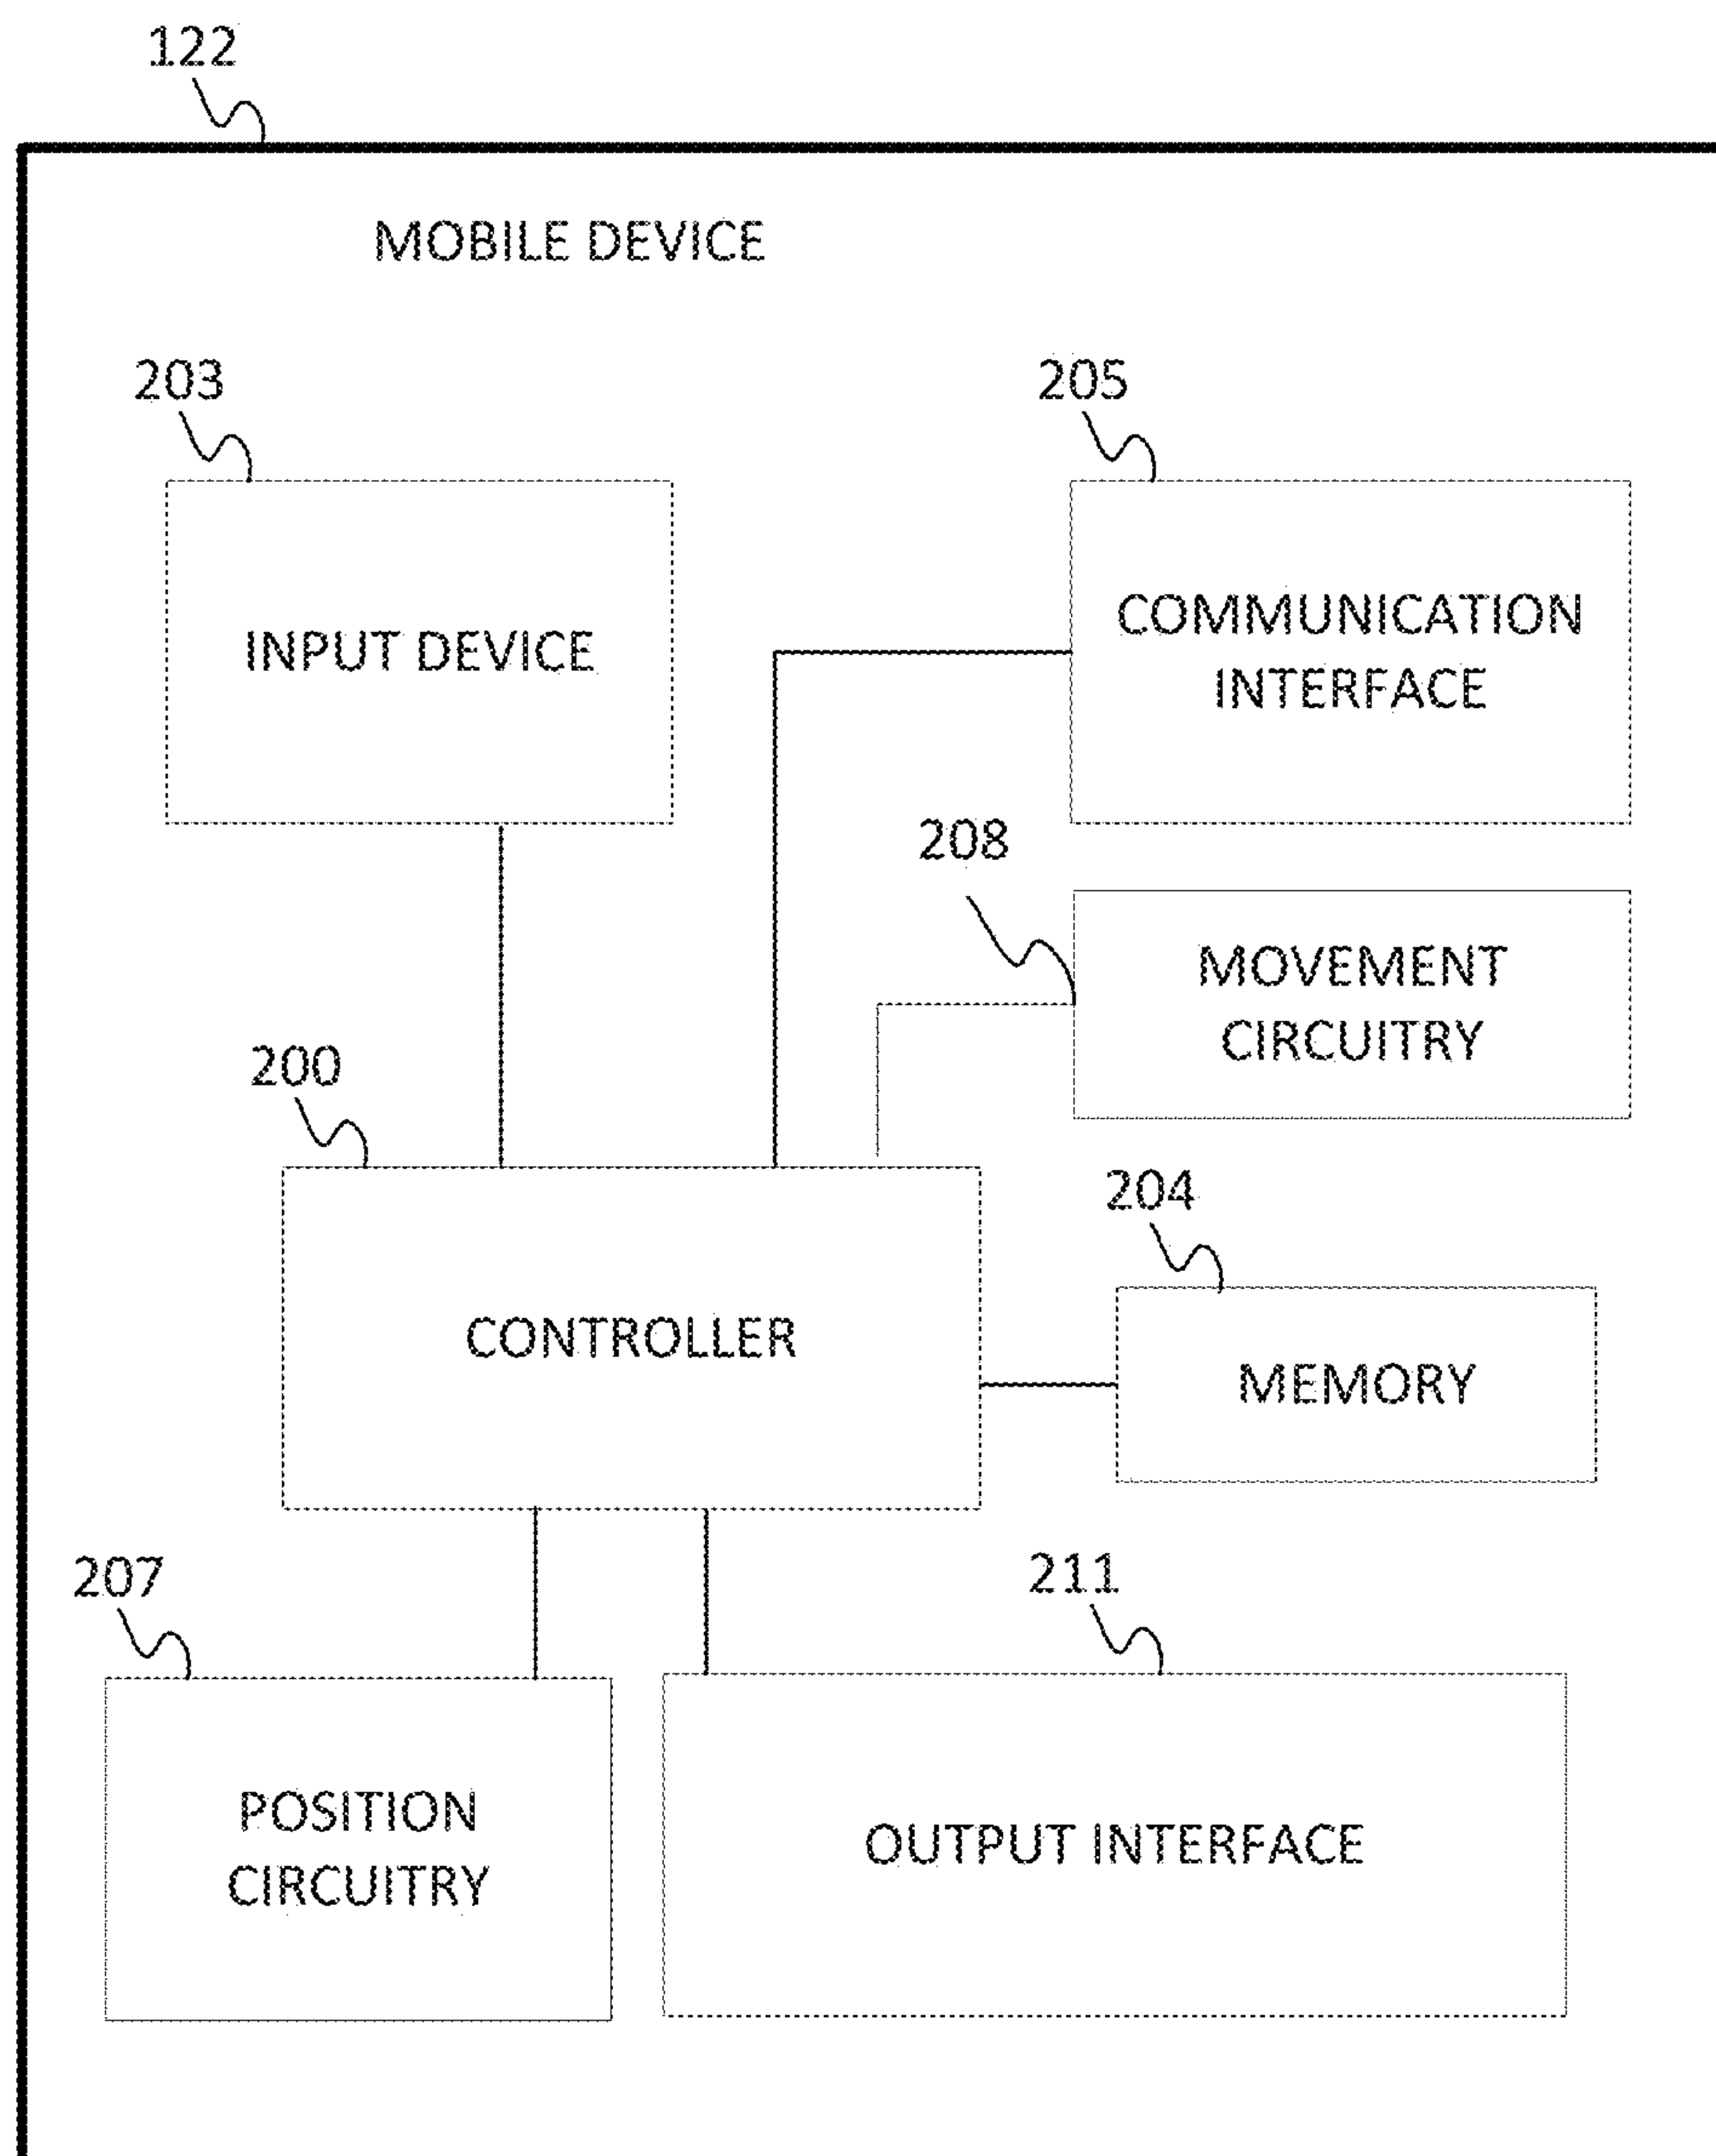 122
MOBILE DEVICE
203
205
INPUT DEVICE
COMMUNICATION
INTERFACE
208
MOVEMENT
CIRCUITRY
200
204
CONTROLLER
MEMORY
207
211
POSITION
CIRCUITRY
OUTPUT INTERFACE